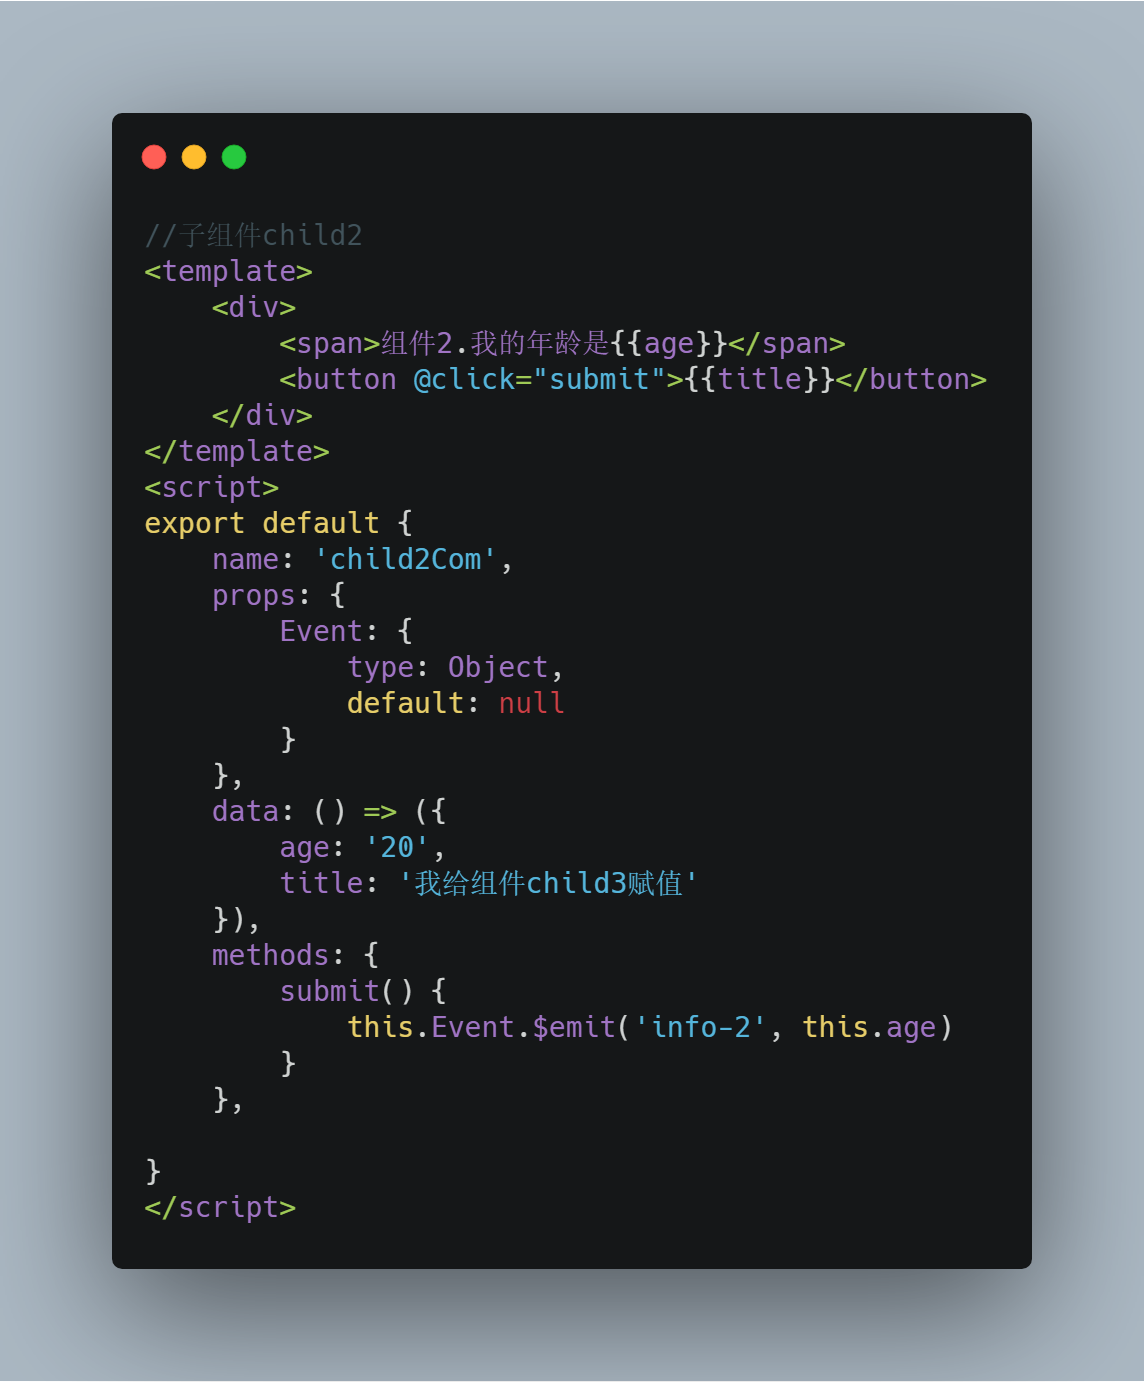 //子组件child2
<template>
    <div>
        <span>组件2.我的年龄是{{age}}</span>
        <button @click="submit">{{title}}</button>
    </div>
</template>
<script>
export default {
    name: 'child2Com',
    props: {
        Event: {
            type: Object,
            default: null
        }
    },
    data: () => ({
        age: '20',
        title: '我给组件child3赋值'
    }),
    methods: {
        submit() {
            this.Event.$emit('info-2', this.age)
        }
    },

}
</script>